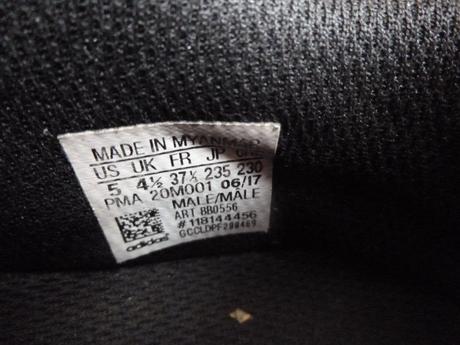 MADE IN MYANMAR
US UK FR JP CHN
5 4½ 37⅓ 235 230
PMA 20M001 06/17
MALE/MALE
ART BB0556
#118144456
adidas GCCLDPF298469